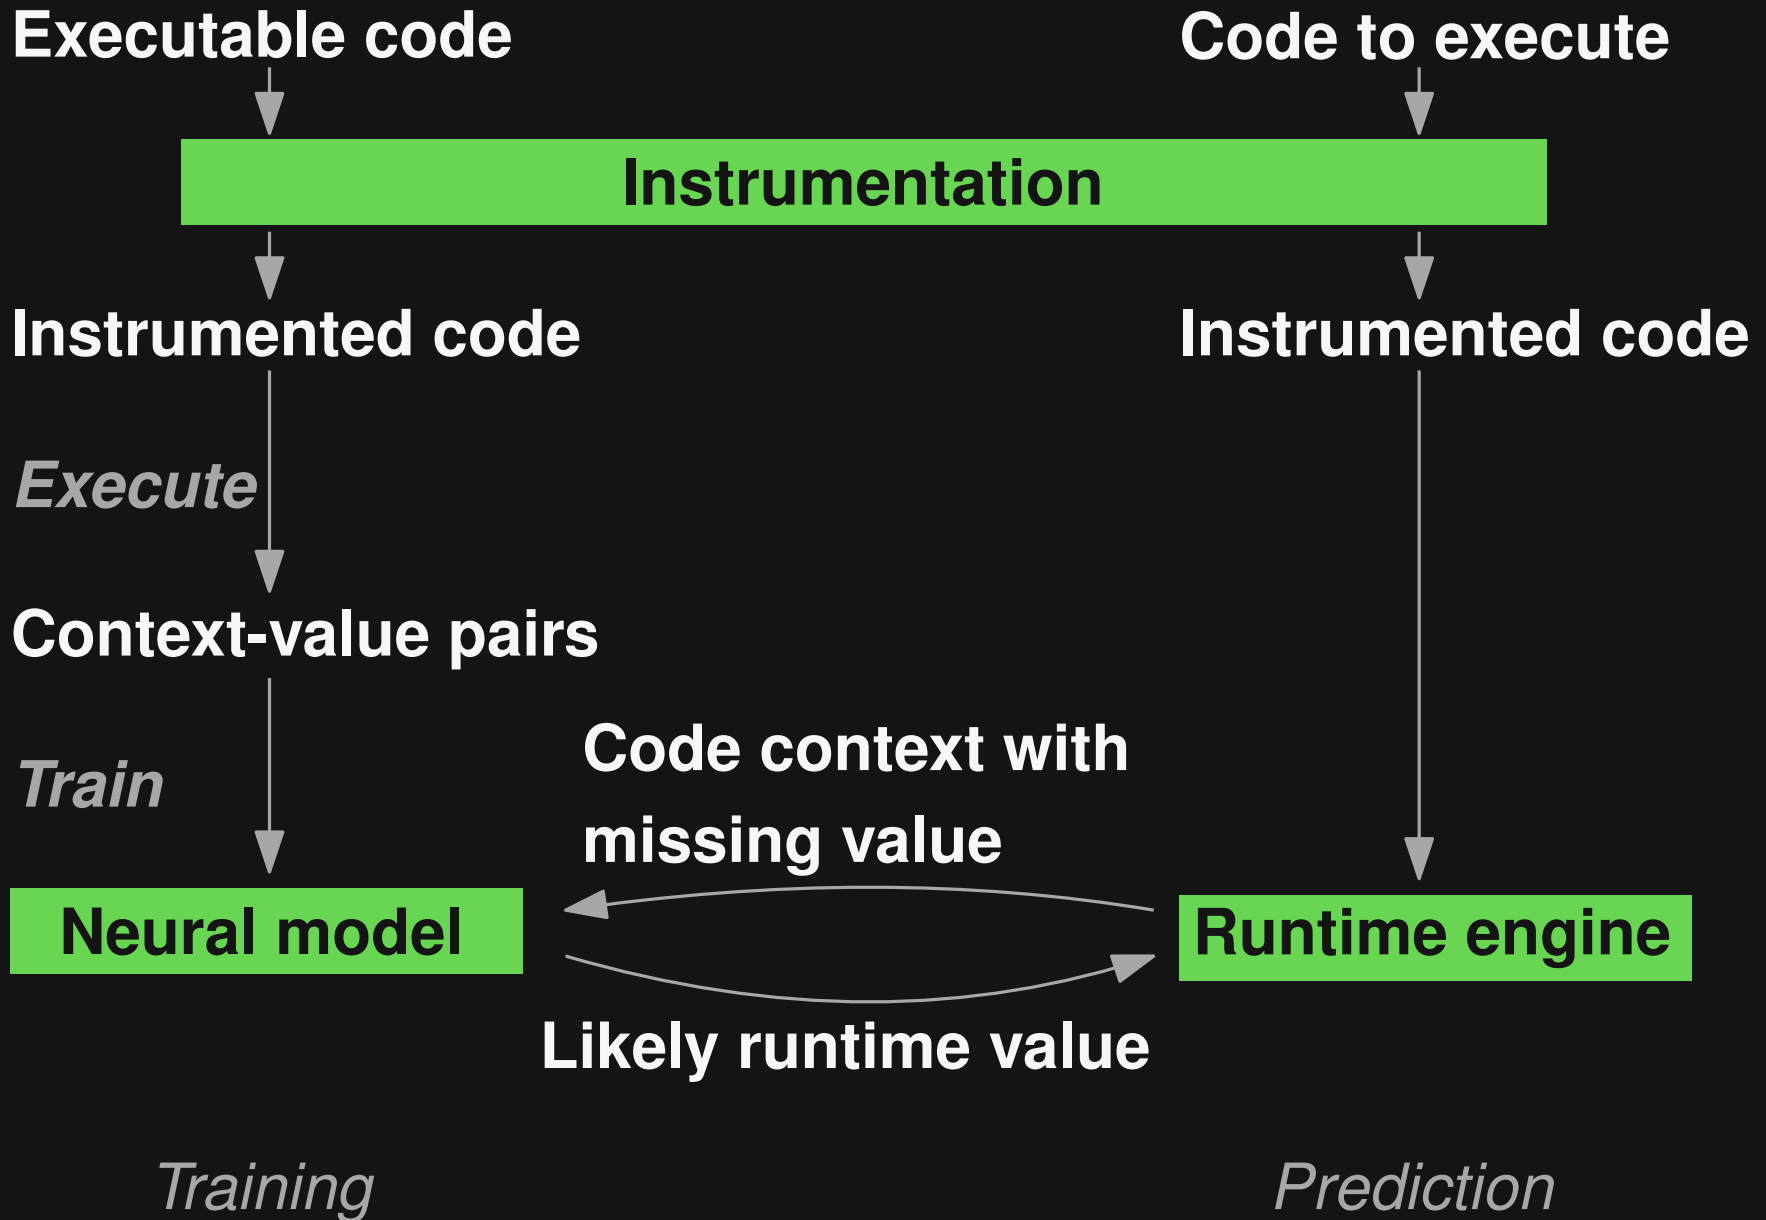 Executable code
Code to execute
Instrumentation
Instrumented code
Instrumented code
Execute
Context-value pairs
Train
Code context with
missing value
Neural model
Runtime engine
Likely runtime value
Training
Prediction